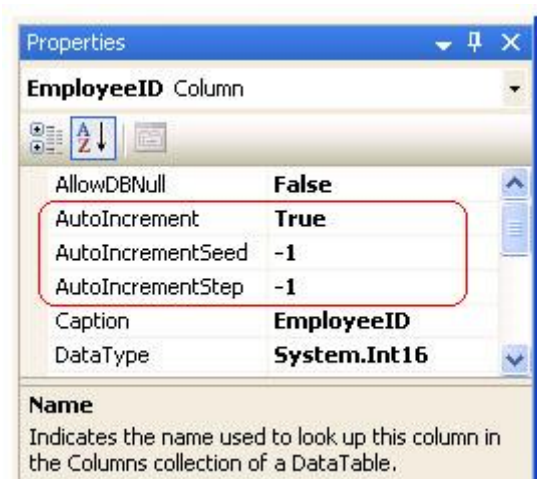 Properties
EmployeeID Column
AllowDBNull False
AutoIncrement True
AutoIncrementSeed -1
AutoIncrementStep -1
Caption EmployeeID
DataType System.Int16
Name
Indicates the name used to look up this column in
the Columns collection of a DataTable.